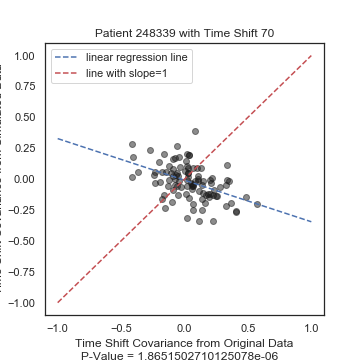 Patient 248339 with Time Shift 70
linear regression line
line with slope=1
1.00
0.75
0.50
0.25
0.00
−0.25
−0.50
−0.75
−1.00
−1.0
−0.5
0.0
0.5
1.0
Time Shift Covariance from Original Data
P-Value = 1.8651502710125078e-06